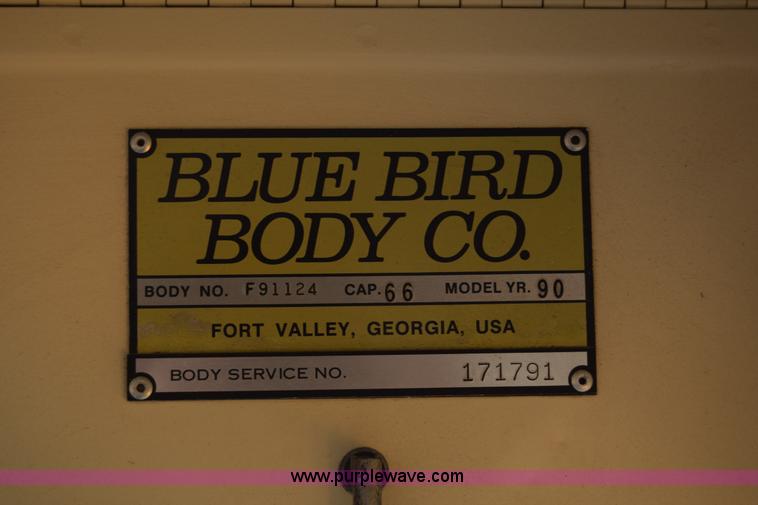 BLUE BIRD
BODY CO.
BODY NO. F91124 CAP. 66 MODEL YR. 90
FORT VALLEY, GEORGIA, USA
BODY SERVICE NO. 171791
www.purplewave.com